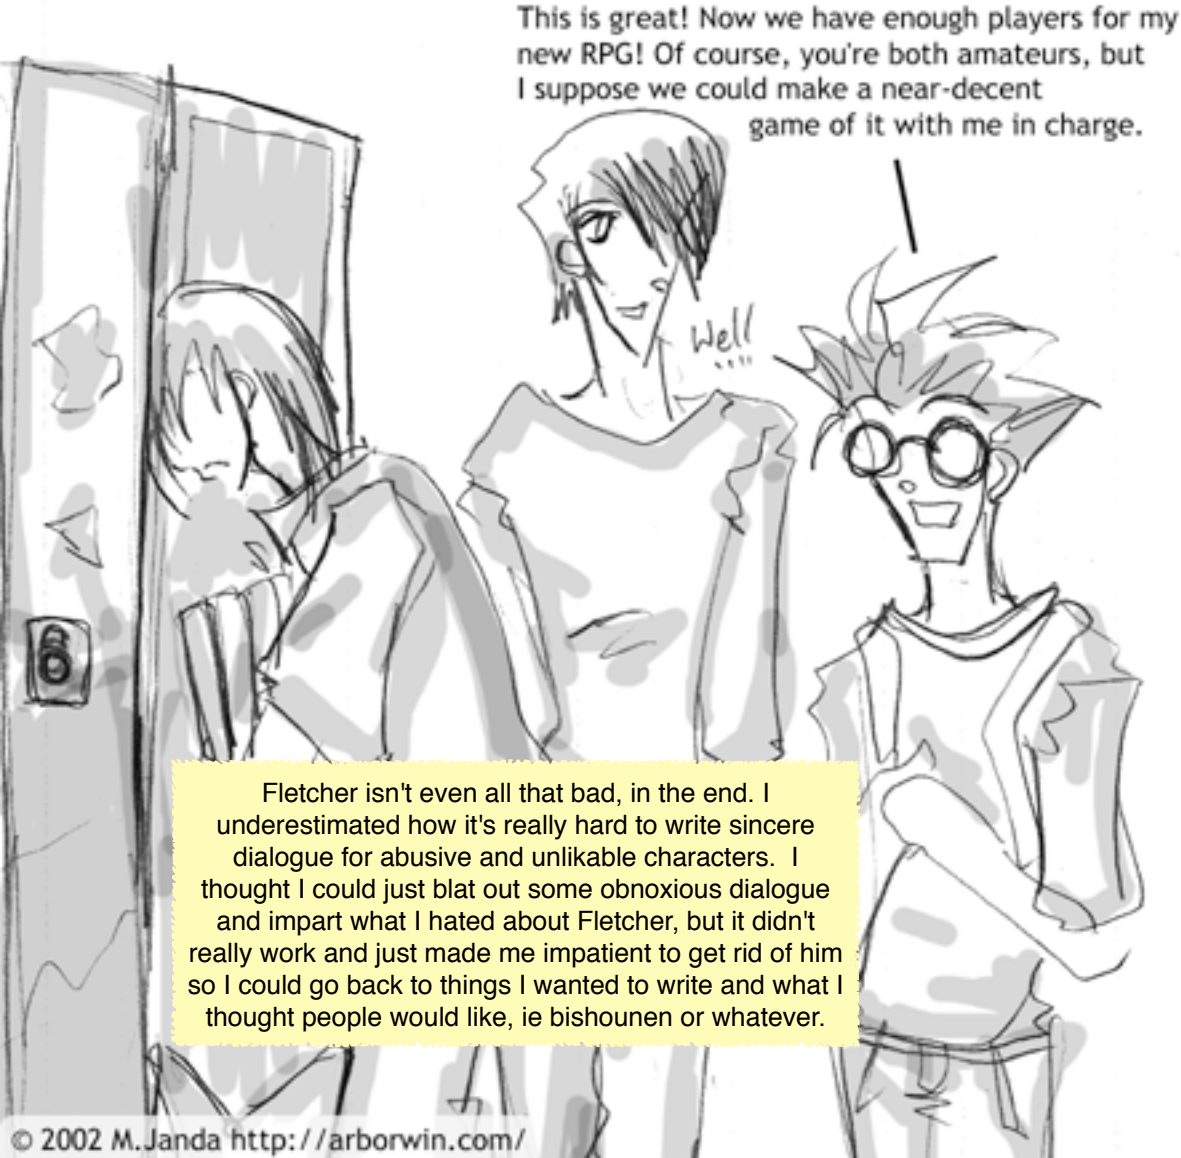 This is great! Now we have enough players for my
new RPG! Of course, you're both amateurs, but
I suppose we could make a near-decent
game of it with me in charge.
Well
....
6
Fletcher isn't even all that bad, in the end. I
underestimated how it's really hard to write sincere
dialogue for abusive and unlikable characters.  I
thought I could just blat out some obnoxious dialogue
and impart what I hated about Fletcher, but it didn't
really work and just made me impatient to get rid of him
so I could go back to things I wanted to write and what I
thought people would like, ie bishounen or whatever.
© 2002 M.Janda http://arborwin.com/